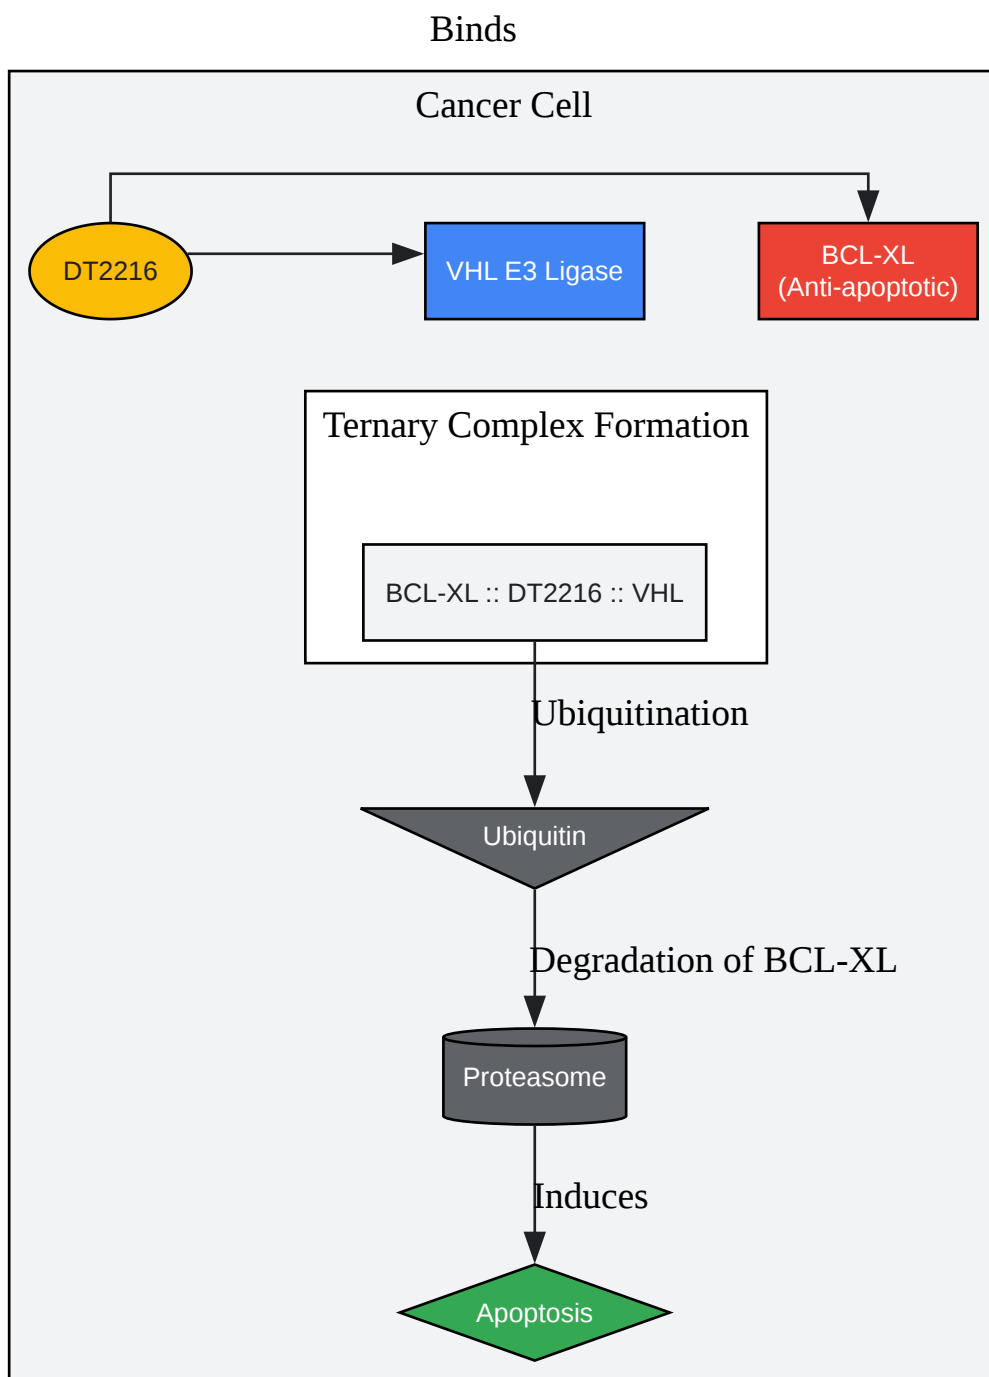 Binds
Cancer Cell
DT2216
VHL E3 Ligase
BCL-XL
(Anti-apoptotic)
Ternary Complex Formation
BCL-XL :: DT2216 :: VHL
Ubiquitination
Ubiquitin
Degradation of BCL-XL
Proteasome
Induces
Apoptosis